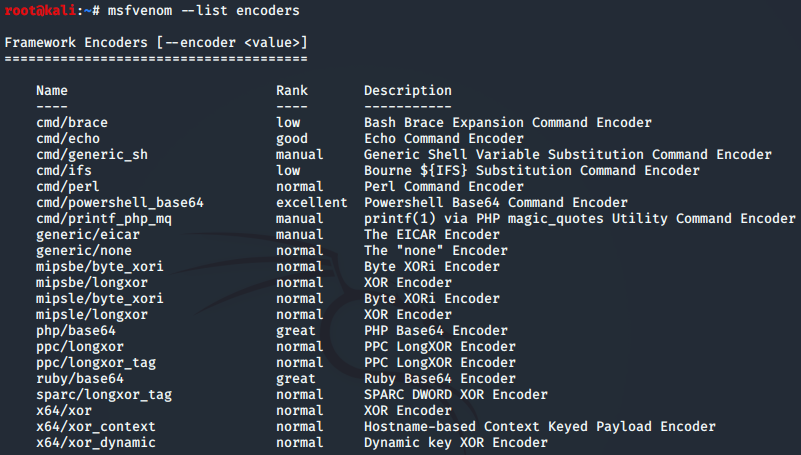 root@kali:~# msfvenom --list encoders
Framework Encoders [--encoder <value>]
======================================
Name Rank Description
---- ---- -----------
cmd/brace low Bash Brace Expansion Command Encoder
cmd/echo good Echo Command Encoder
cmd/generic_sh manual Generic Shell Variable Substitution Command Encoder
cmd/ifs low Bourne ${IFS} Substitution Command Encoder
cmd/perl normal Perl Command Encoder
cmd/powershell_base64 excellent Powershell Base64 Command Encoder
cmd/printf_php_mq manual printf(1) via PHP magic_quotes Utility Command Encoder
generic/eicar manual The EICAR Encoder
generic/none normal The "none" Encoder
mipsbe/byte_xori normal Byte XORi Encoder
mipsbe/longxor normal XOR Encoder
mipsle/byte_xori normal Byte XORi Encoder
mipsle/longxor normal XOR Encoder
php/base64 great PHP Base64 Encoder
ppc/longxor normal PPC LongXOR Encoder
ppc/longxor_tag normal PPC LongXOR Encoder
ruby/base64 great Ruby Base64 Encoder
sparc/longxor_tag normal SPARC DWORD XOR Encoder
x64/xor normal XOR Encoder
x64/xor_context normal Hostname-based Context Keyed Payload Encoder
x64/xor_dynamic normal Dynamic key XOR Encoder